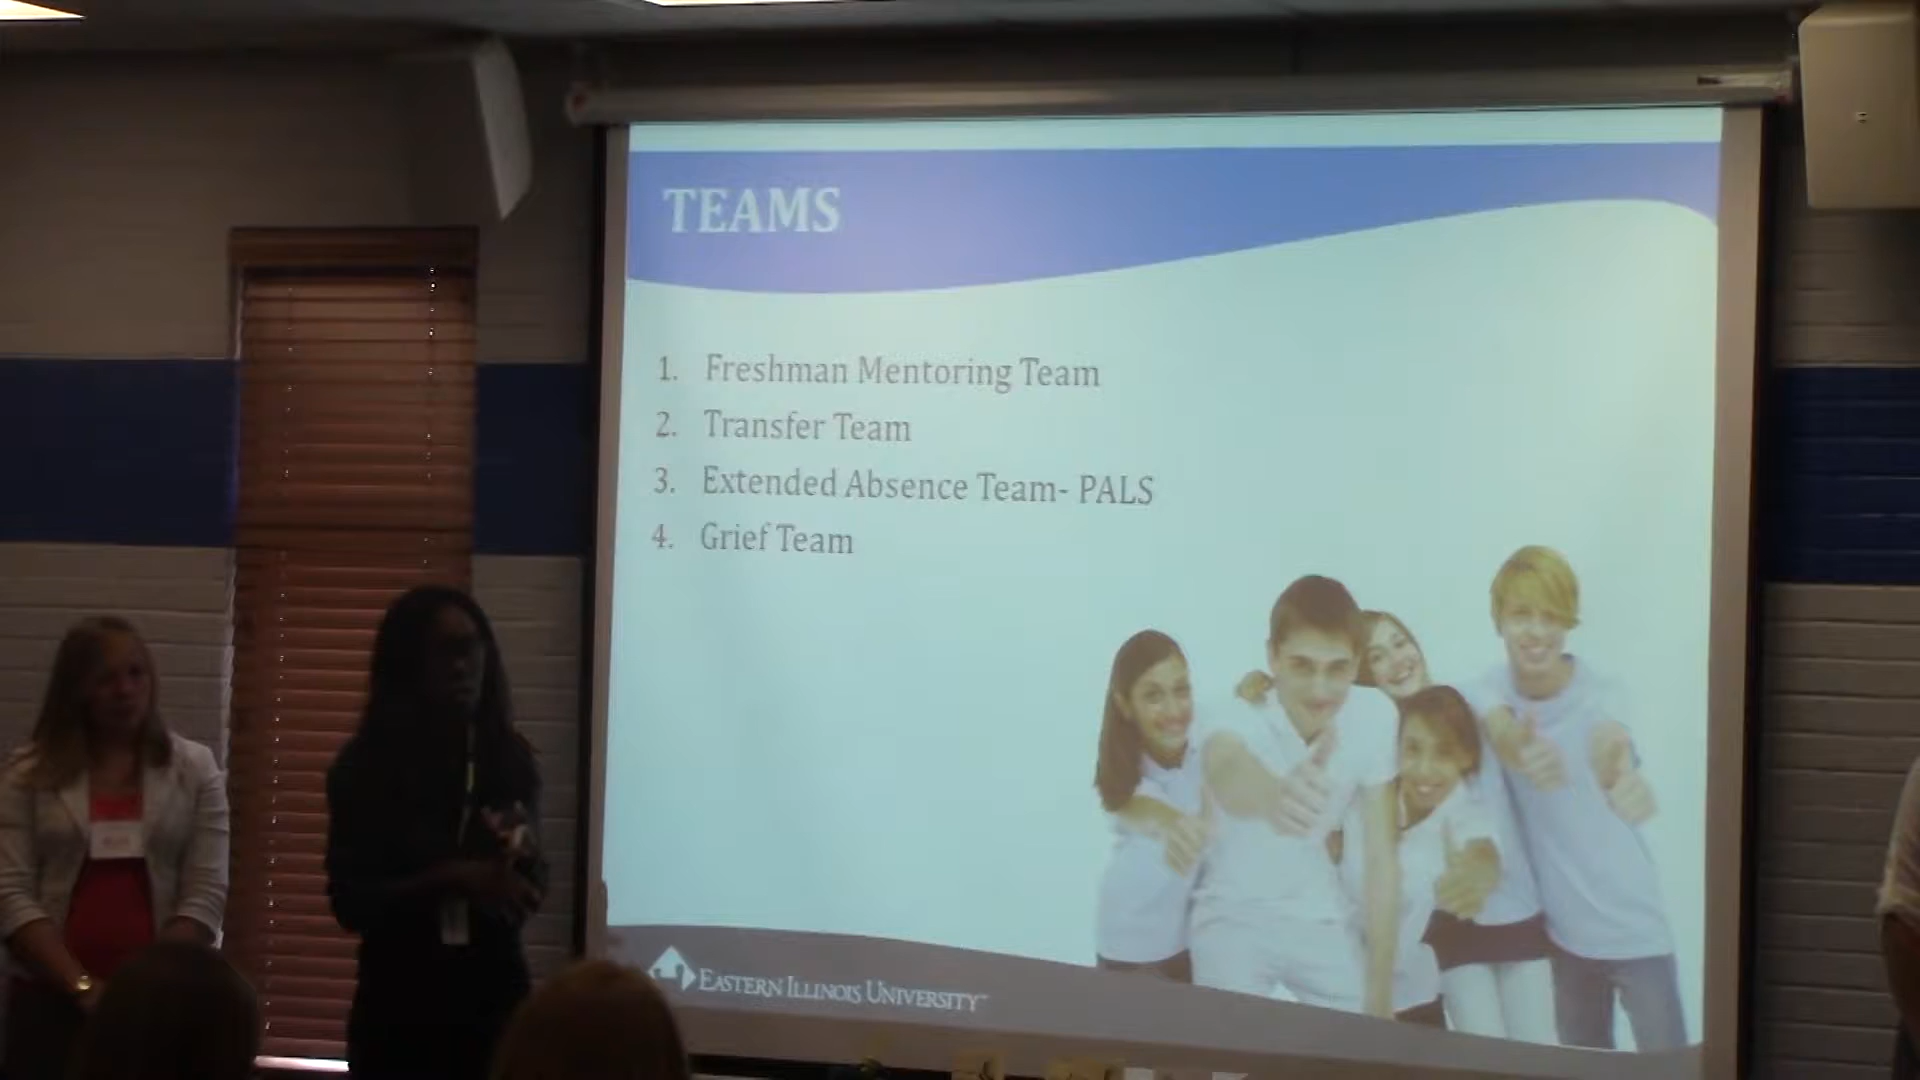 TEAMS
1. Freshman Mentoring Team
2. Transfer Team
3. Extended Absence Team- PALS
4. Grief Team
EASTERN ILLINOIS UNIVERSITY